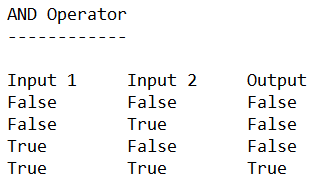 AND Operator
------------
Input 1     Input 2     Output
False       False       False
False       True        False
True        False       False
True        True        True